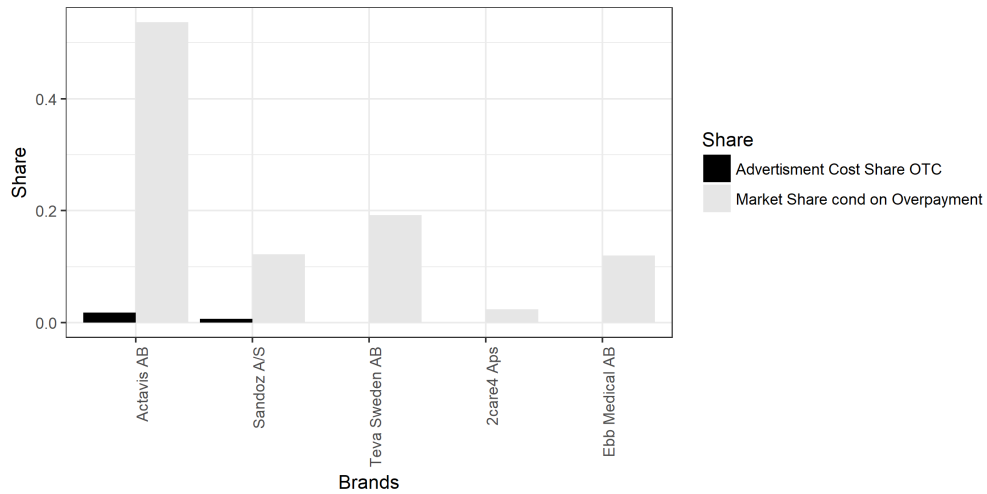 Share
0.4
0.2
0.0
Actavis AB
Sandoz A/S
Teva Sweden AB
2care4 Aps
Ebb Medical AB
Brands
Share
Advertisment Cost Share OTC
Market Share cond on Overpayment